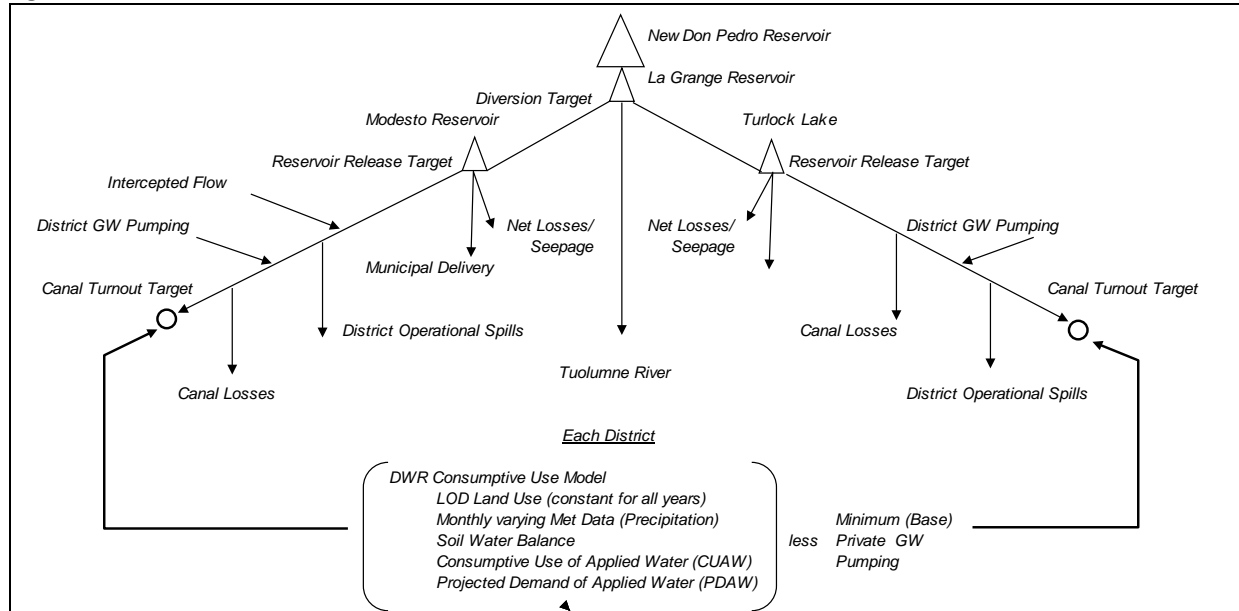 New Don Pedro Reservoir
La Grange Reservoir
Diversion Target
Modesto Reservoir
Turlock Lake
Reservoir Release Target
Reservoir Release Target
Intercepted Flow
District GW Pumping
Net Losses/
Seepage
Net Losses/
Seepage
District GW Pumping
Municipal Delivery
Canal Turnout Target
Canal Turnout Target
District Operational Spills
Canal Losses
Tuolumne River
Canal Losses
District Operational Spills
Each District
DWR Consumptive Use Model
LOD Land Use (constant for all years)
Monthly varying Met Data (Precipitation)
Soil Water Balance
Consumptive Use of Applied Water (CUAW)
Projected Demand of Applied Water (PDAW)
less
Minimum (Base)
Private GW
Pumping